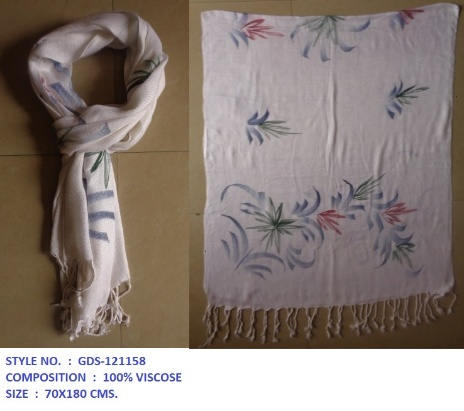 STYLE NO.  :  GDS-121158
COMPOSITION  :  100% VISCOSE
SIZE  :  70X180 CMS.